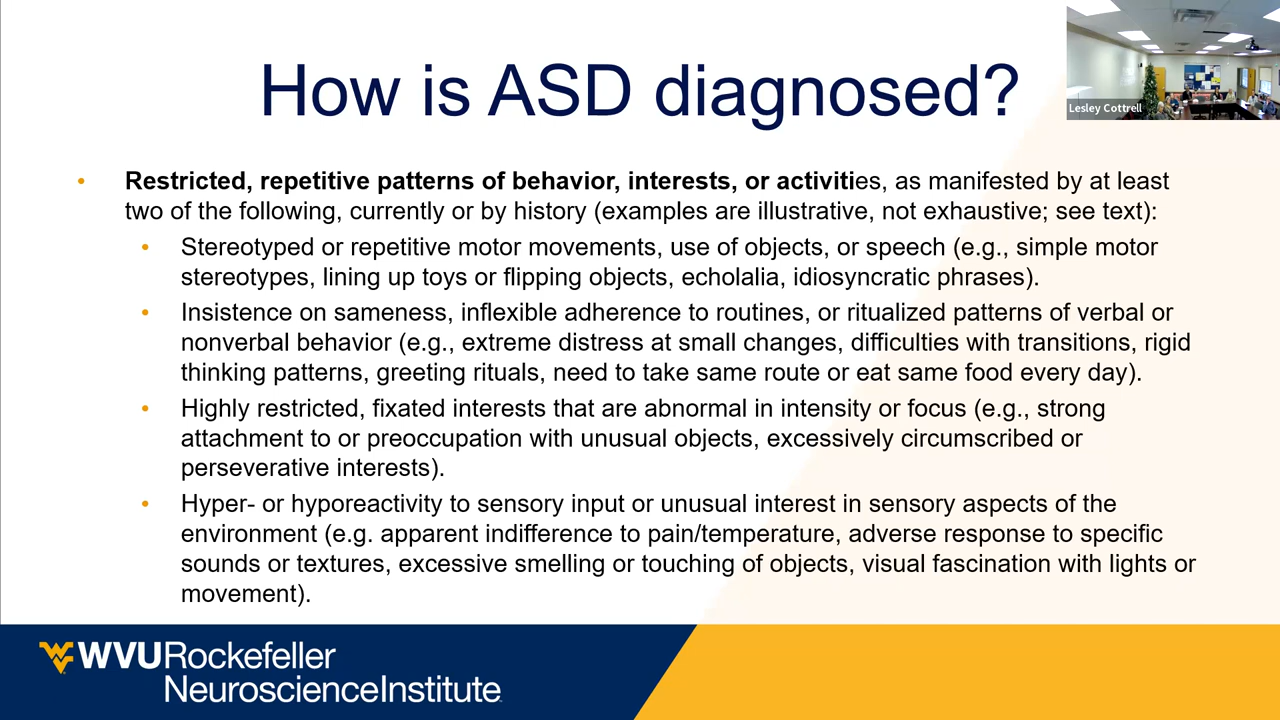 How is ASD diagnosed?
Lesley Cottrell
• Restricted, repetitive patterns of behavior, interests, or activities, as manifested by at least
two of the following, currently or by history (examples are illustrative, not exhaustive; see text):
• Stereotyped or repetitive motor movements, use of objects, or speech (e.g., simple motor
stereotypes, lining up toys or flipping objects, echolalia, idiosyncratic phrases).
• Insistence on sameness, inflexible adherence to routines, or ritualized patterns of verbal or
nonverbal behavior (e.g., extreme distress at small changes, difficulties with transitions, rigid
thinking patterns, greeting rituals, need to take same route or eat same food every day).
• Highly restricted, fixated interests that are abnormal in intensity or focus (e.g., strong
attachment to or preoccupation with unusual objects, excessively circumscribed or
perseverative interests).
• Hyper- or hyporeactivity to sensory input or unusual interest in sensory aspects of the
environment (e.g. apparent indifference to pain/temperature, adverse response to specific
sounds or textures, excessive smelling or touching of objects, visual fascination with lights or
movement).
WVURockefeller
NeuroscienceInstitute